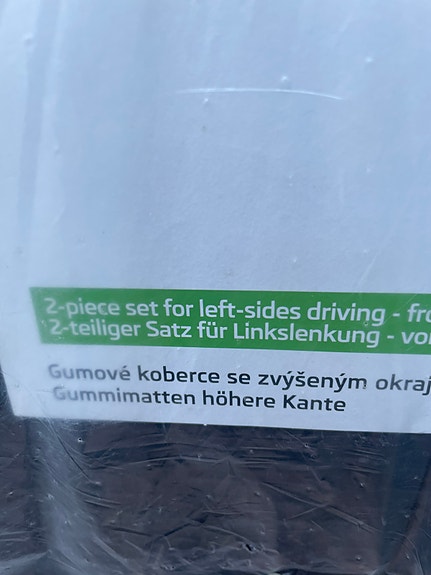 2-piece set for left-sides driving - fro
2-teiliger Satz für Linkslenkung - vo
Gumové koberce se zvýšeným okraj
Gummimatten höhere Kante